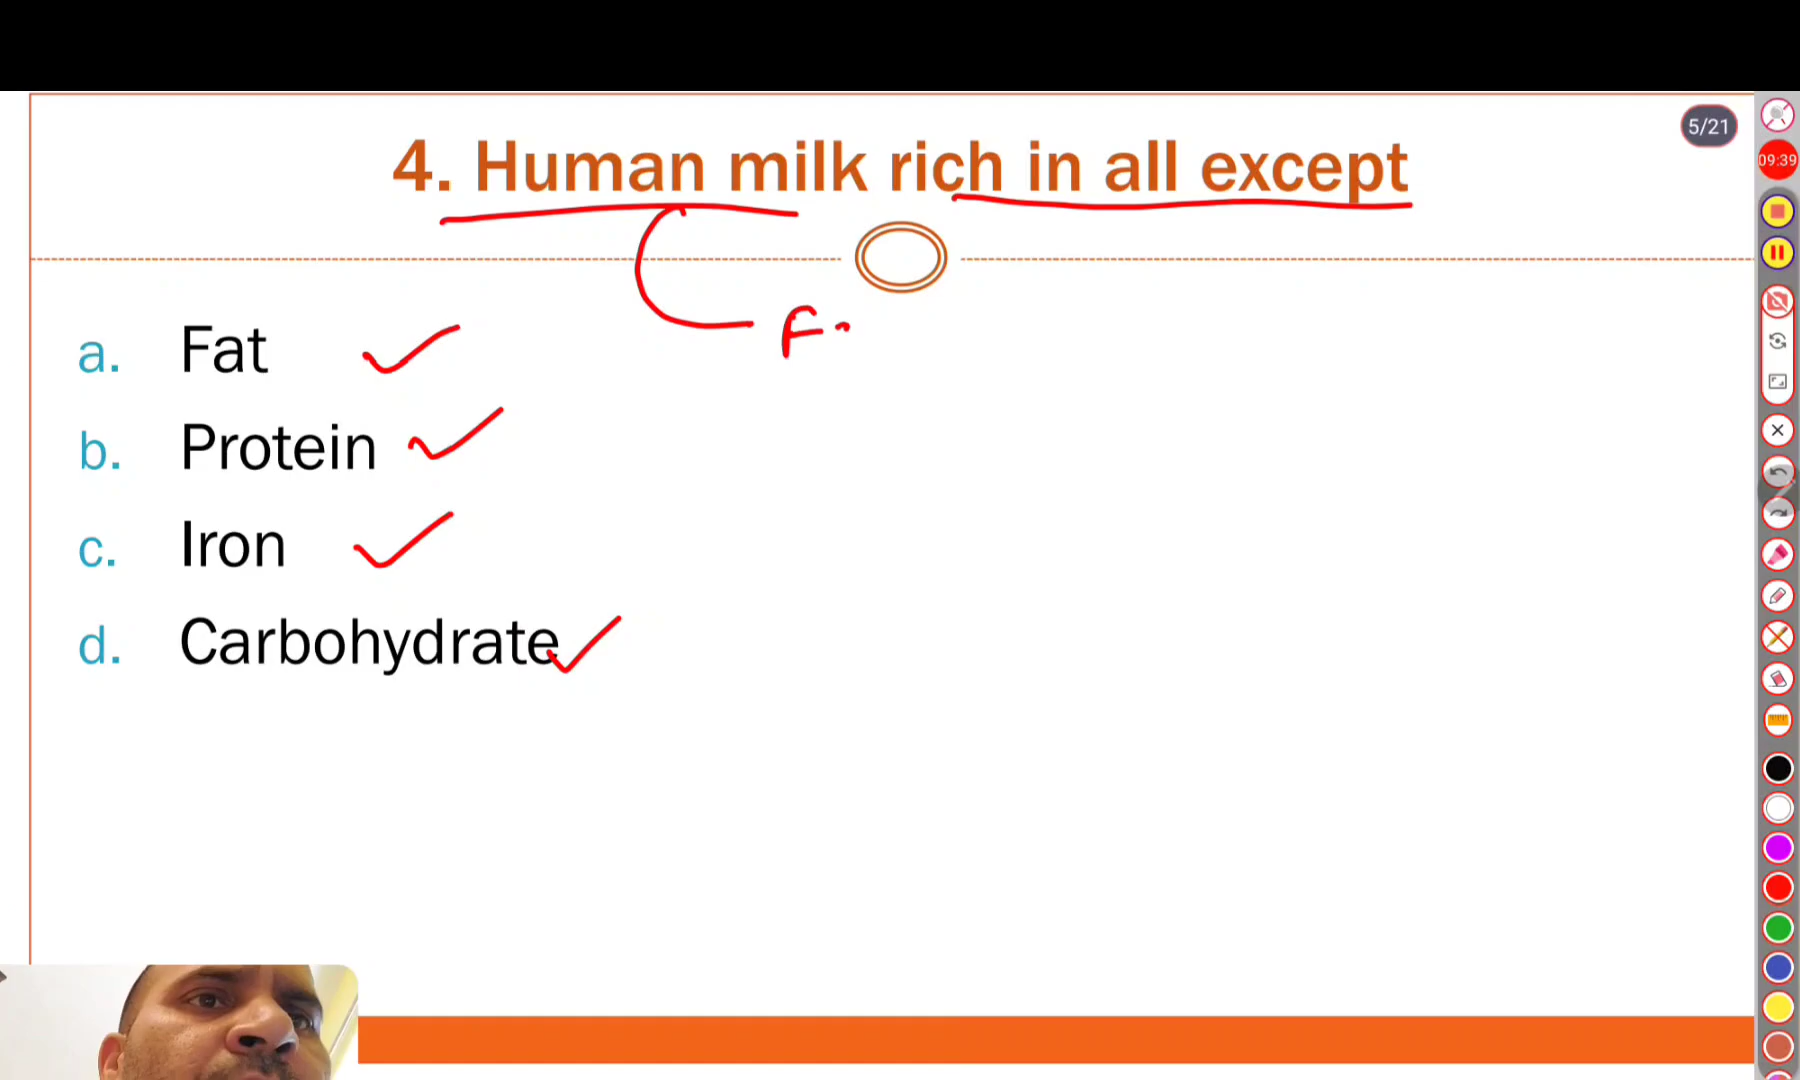 5/21
09:39
4. Human milk rich in all except
F
a. Fat
b. Protein
c. Iron
d. Carbohydrate